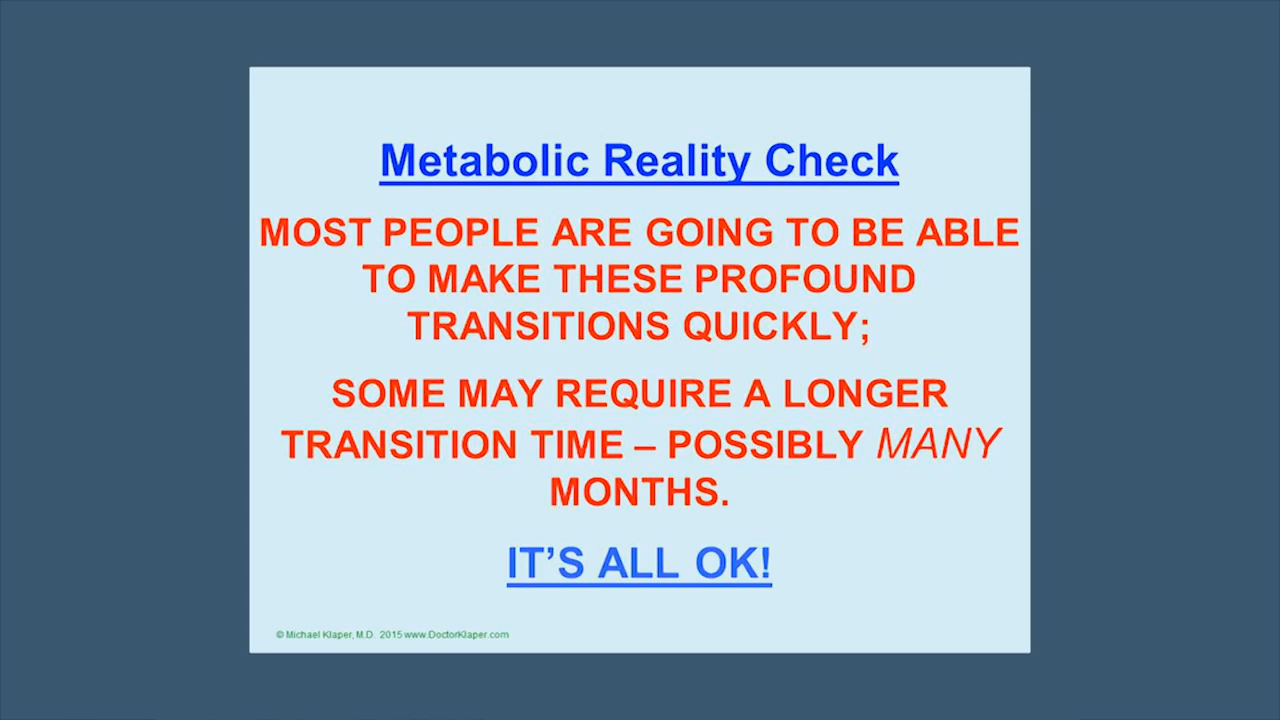 Metabolic Reality Check
MOST PEOPLE ARE GOING TO BE ABLE
TO MAKE THESE PROFOUND
TRANSITIONS QUICKLY;
SOME MAY REQUIRE A LONGER
TRANSITION TIME – POSSIBLY MANY
MONTHS.
IT’S ALL OK!
© Michael Klaper, M.D. 2015 www.DoctorKlaper.com